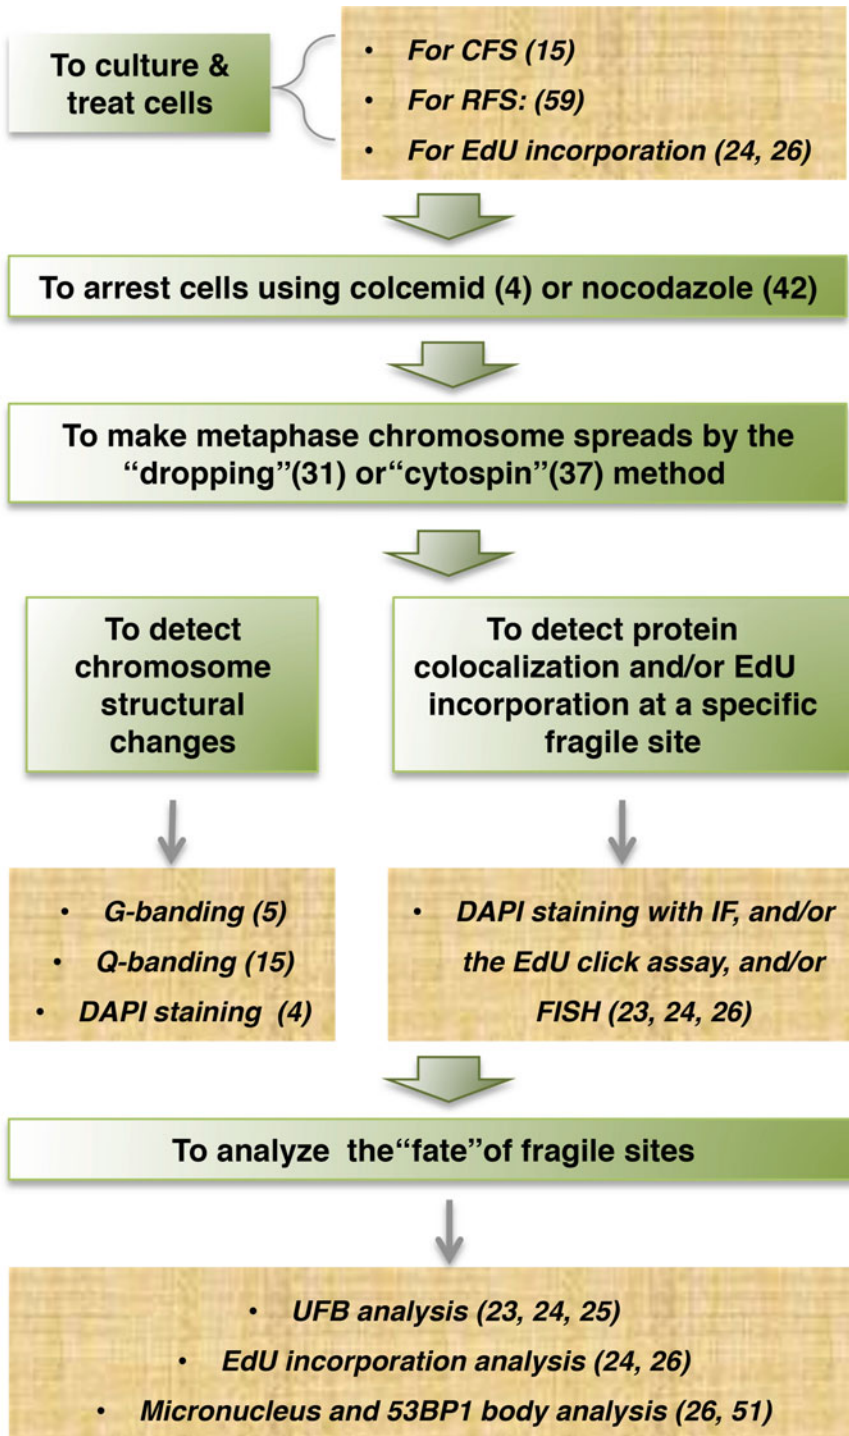 To culture &
treat cells
• For CFS (15)
• For RFS: (59)
• For EdU incorporation (24, 26)
To arrest cells using colcemid (4) or nocodazole (42)
To make metaphase chromosome spreads by the
“dropping”(31) or“cytospin”(37) method
To detect
chromosome
structural
changes
To detect protein
colocalization and/or EdU
incorporation at a specific
fragile site
• G-banding (5)
• Q-banding (15)
• DAPI staining (4)
• DAPI staining with IF, and/or
the EdU click assay, and/or
FISH (23, 24, 26)
To analyze the“fate”of fragile sites
• UFB analysis (23, 24, 25)
• EdU incorporation analysis (24, 26)
• Micronucleus and 53BP1 body analysis (26, 51)